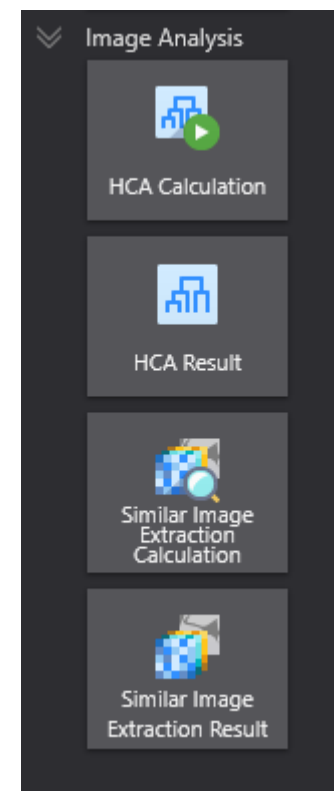 Image Analysis
HCA Calculation
HCA Result
Similar Image
Extraction
Calculation
Similar Image
Extraction Result